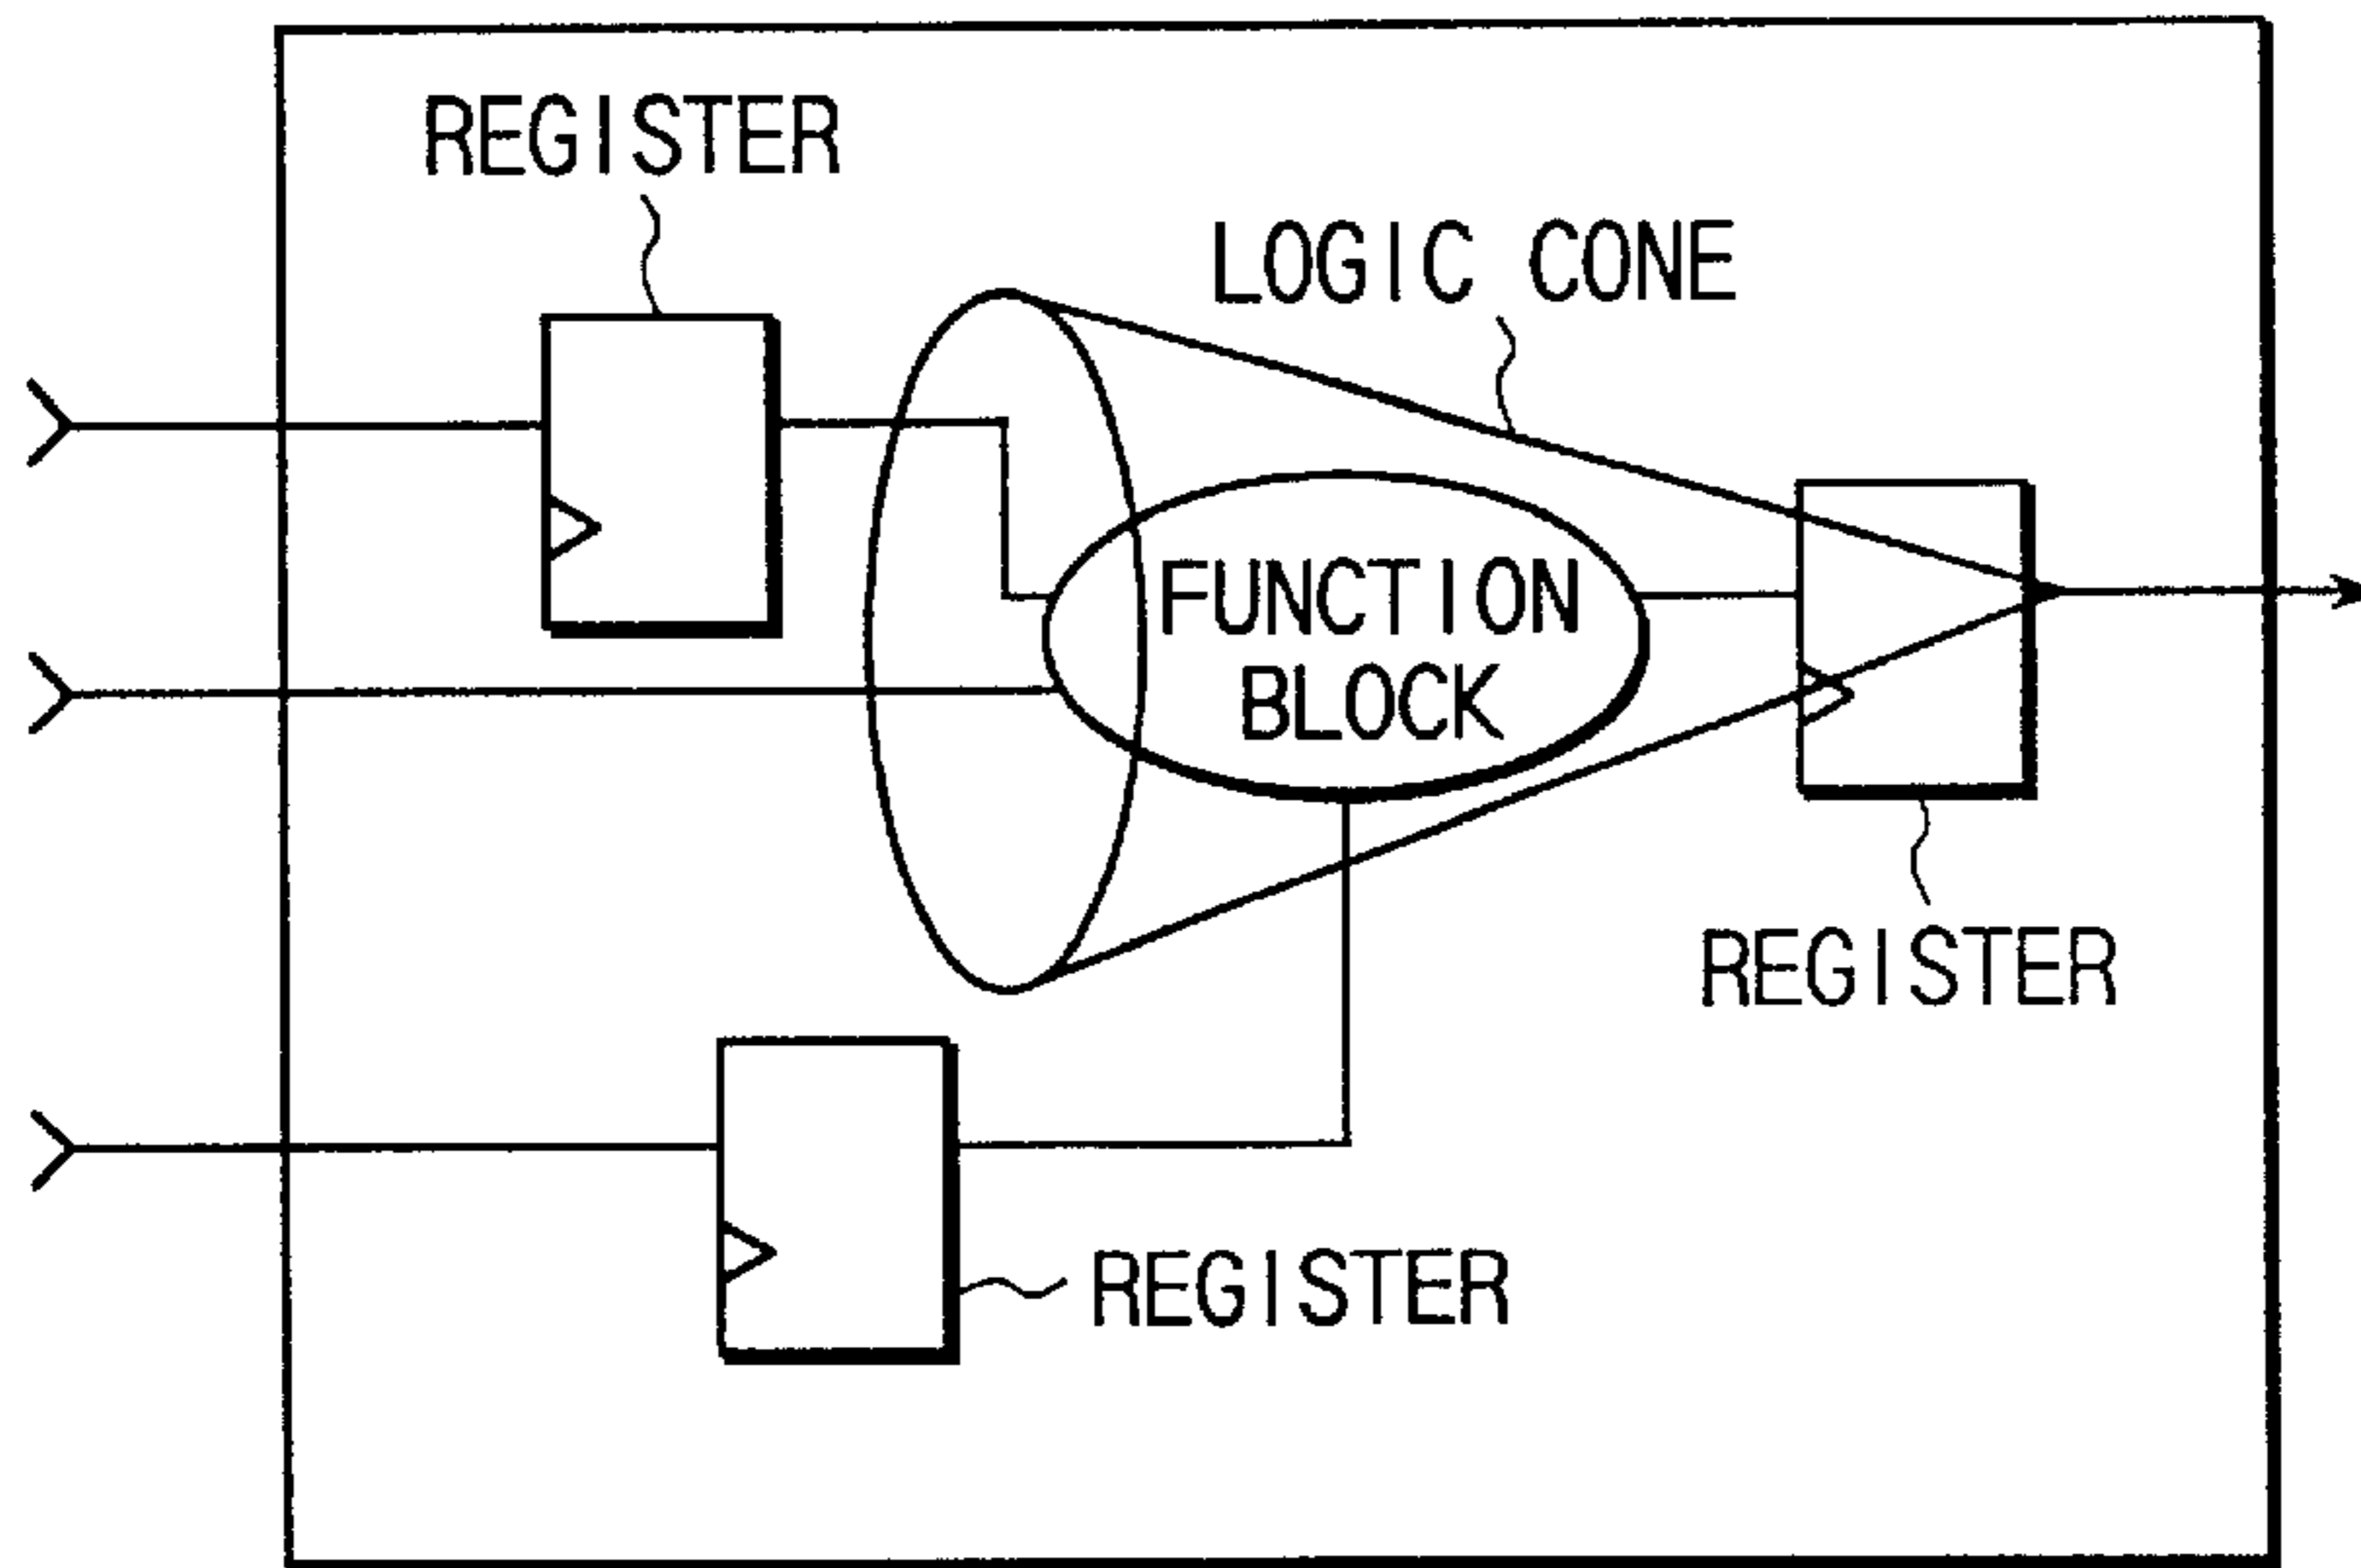 REGISTER
LOGIC CONE
FUNCTION
BLOCK
REGISTER
REGISTER